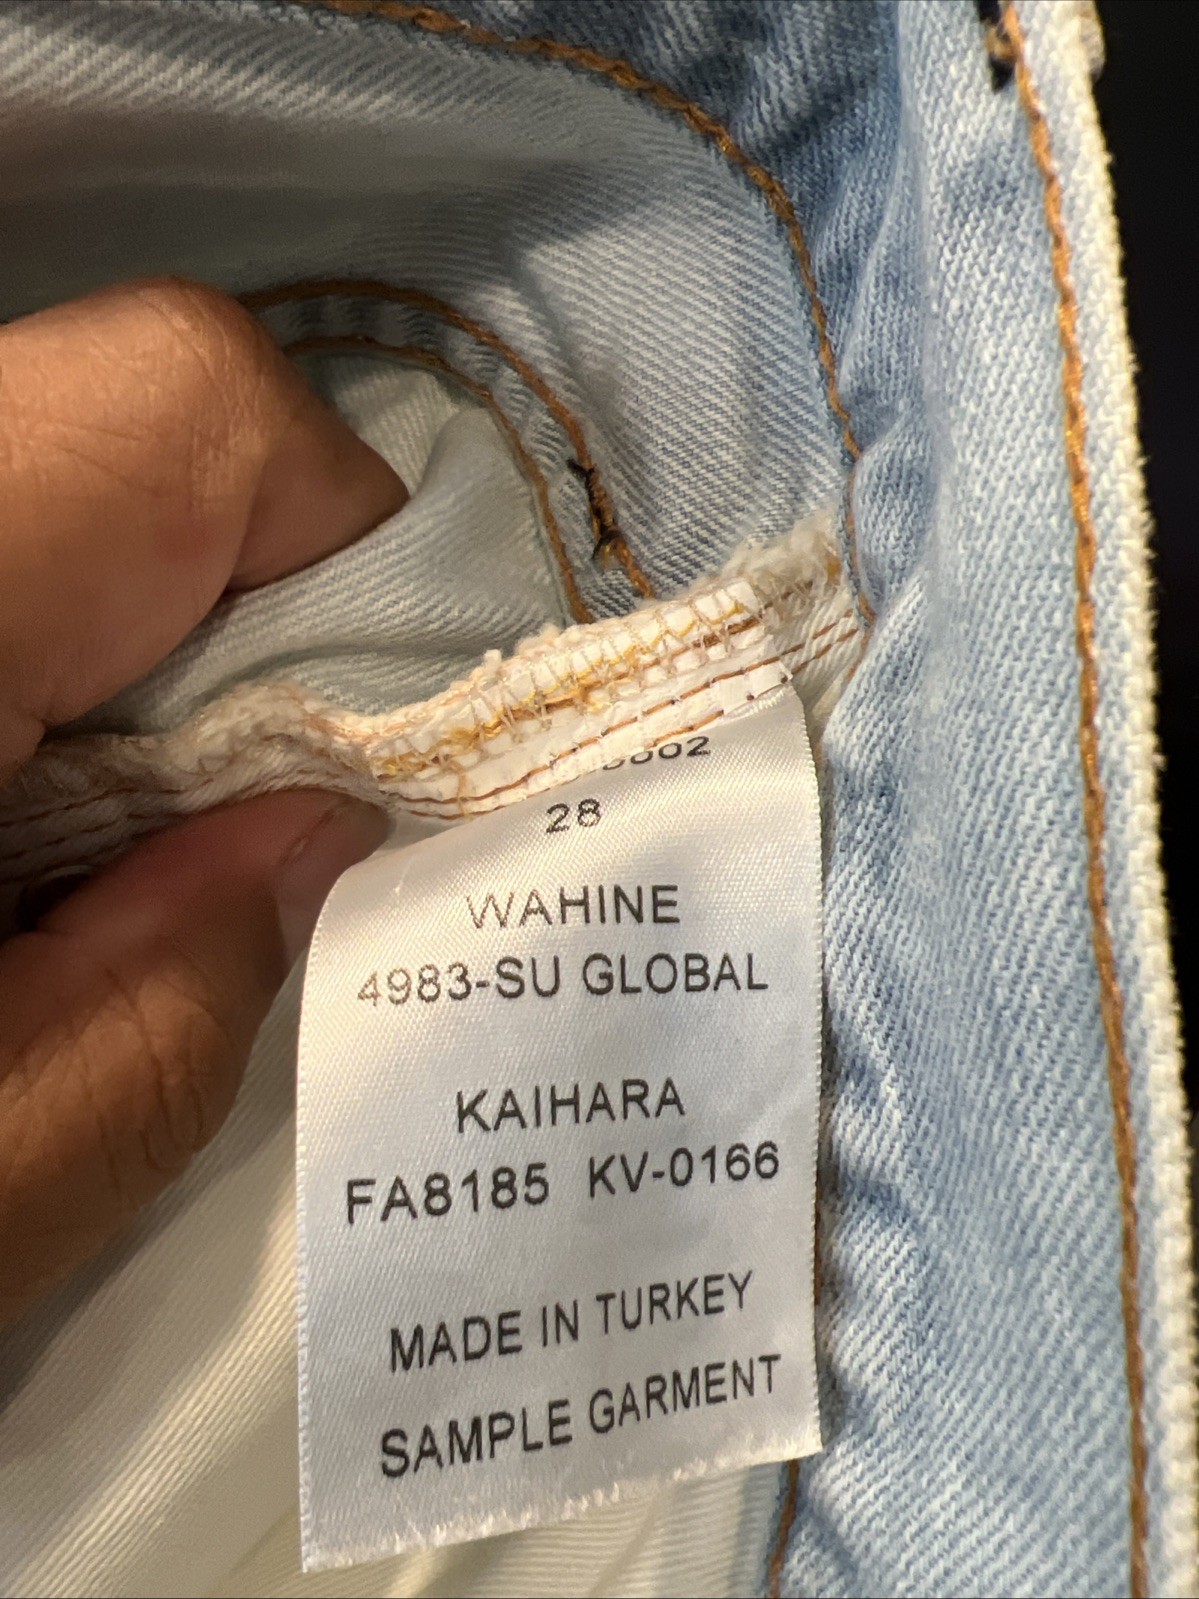 28
WAHINE
4983-SU GLOBAL
KAIHARA
FA8185 KV-0166
MADE IN TURKEY
SAMPLE GARMENT